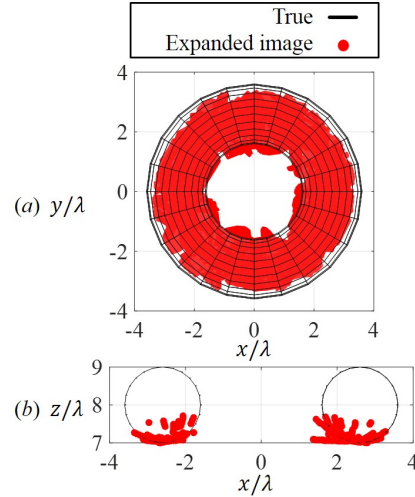 True
Expanded image
4
2
(a) y/λ 0
-2
-4
-4 -2 0 2 4
x/λ
9
(b) z/λ 8
7
-4 -2 0 2 4
x/λ